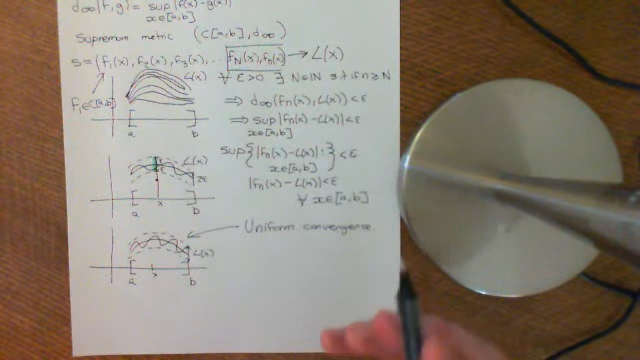 d∞(f,g) = sup |f(x)-g(x)|
x∈[a,b]
Supremum metric (C[a,b], d∞)
S = (f₁(x), f₂(x), f₃(x), ... f_N(x), fₙ(x) → L(x)
f₁∈C[a,b]
L(x)
a b
∀ ε>0 ∃ N∈ℕ s.t if n≥N
⇒ d∞(fₙ(x), L(x)) < ε
⇒ sup |fₙ(x)-L(x)| < ε
x∈[a,b]
sup{|fₙ(x)-L(x)| : x∈[a,b]} < ε
|fₙ(x)-L(x)| < ε
∀ x∈[a,b]
L(x)
2ε
a x b
Uniform convergence.
L(x)
a x b